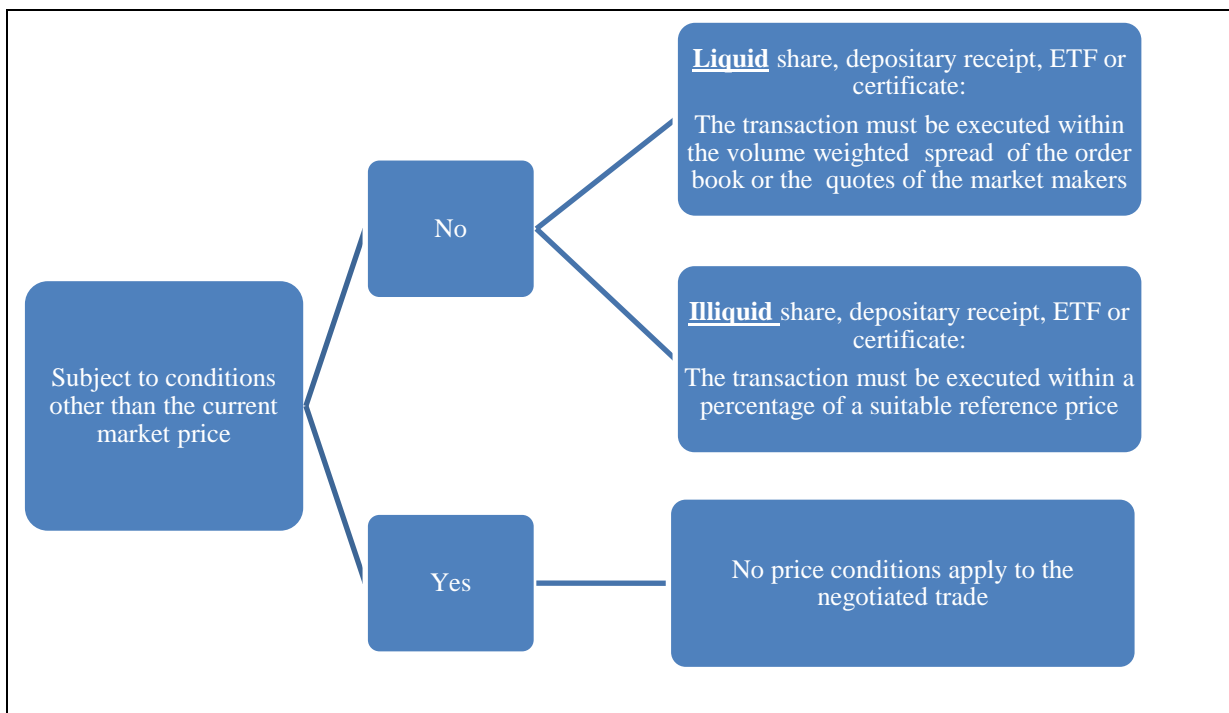 Subject to conditions
other than the current
market price
No
Liquid share, depositary receipt, ETF or
certificate:
The transaction must be executed within
the volume weighted spread of the order
book or the quotes of the market makers
Illiquid share, depositary receipt, ETF or
certificate:
The transaction must be executed within a
percentage of a suitable reference price
Yes
No price conditions apply to the
negotiated trade